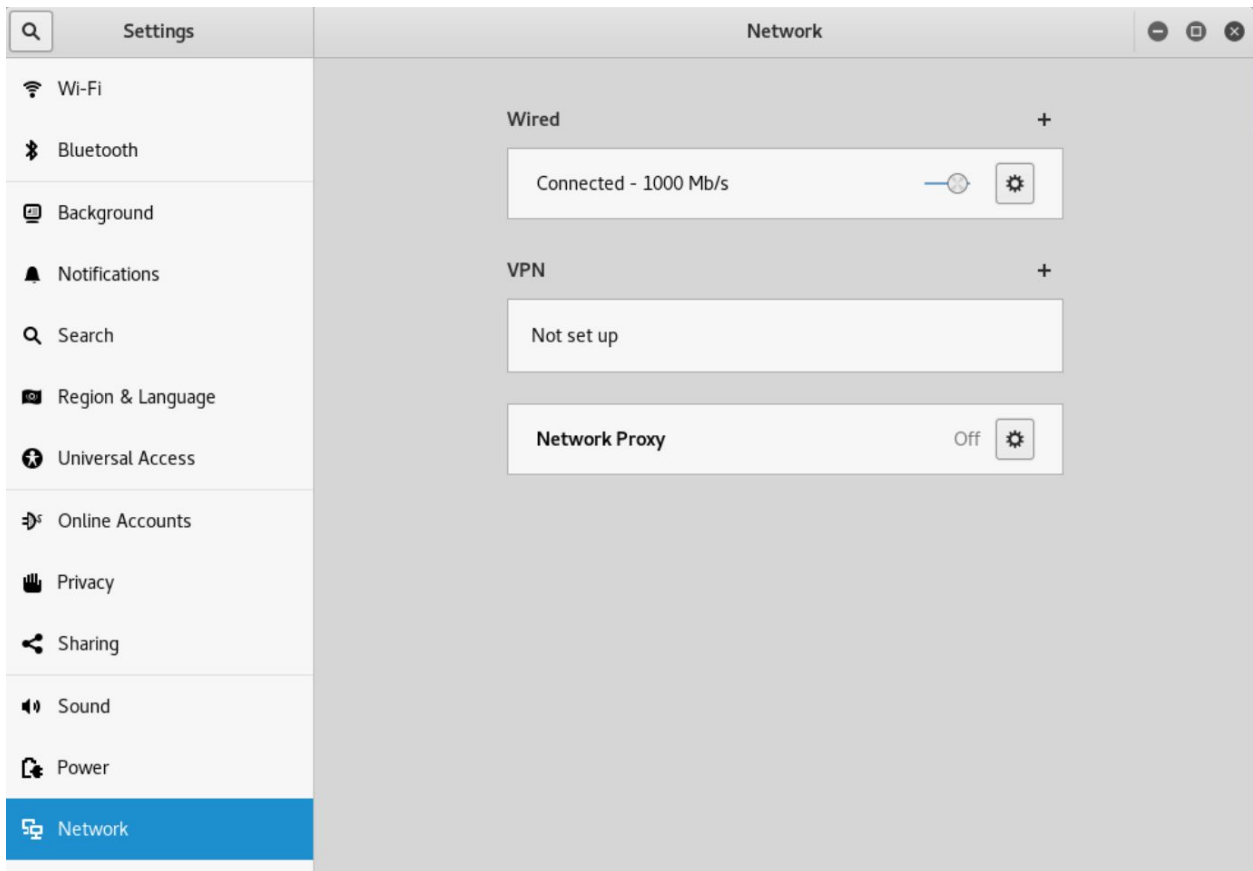 Settings
Network
Wi-Fi
Bluetooth
Background
Notifications
Search
Region & Language
Universal Access
Online Accounts
Privacy
Sharing
Sound
Power
Network
Wired
Connected - 1000 Mb/s
VPN
Not set up
Network Proxy
Off